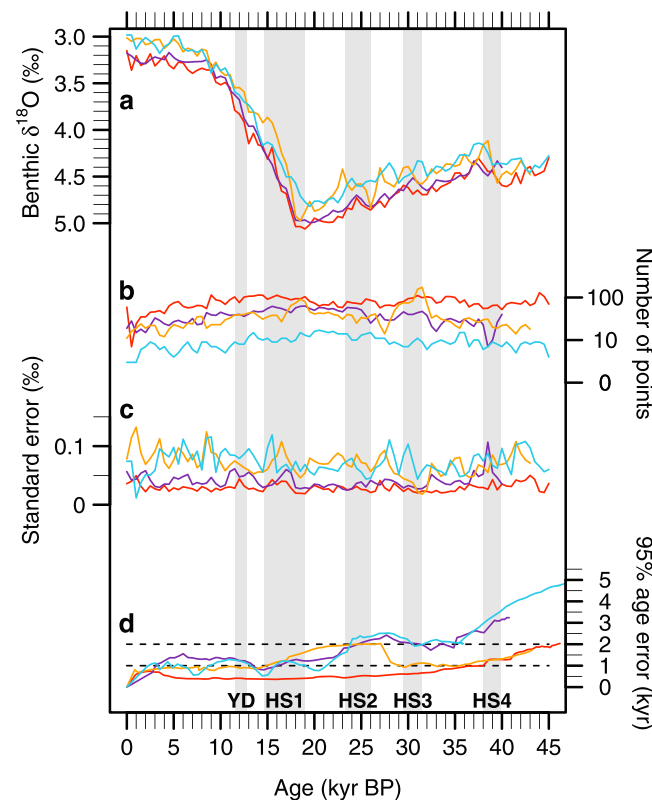 3.0
3.5
4.0
4.5
5.0
Benthic δ¹⁸O (‰)
a
b
100
10
0
Number of points
c
0.1
0
Standard error (‰)
d
5
4
3
2
1
0
95% age error (kyr)
YD HS1 HS2 HS3 HS4
0 5 10 15 20 25 30 35 40 45
Age (kyr BP)